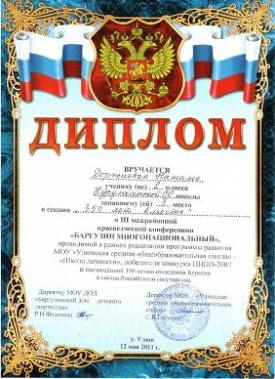 ДИПЛОМ
ВРУЧАЕТСЯ
ученику (це) класса
школы
занявшему (ей) место
в секции "350 лет вместе"
в III межрайонной
краеведческой конференции
"БАРГУЗИН МНОГОНАЦИОНАЛЬНЫЙ",
проводимой в рамках реализации программы развития
МОУ «Улюнская средняя общеобразовательная школа» -
«Школа личности», победителя конкурса ПНПО-2007
и посвящённой 350-летию вхождения Бурятии
в состав Российского государства.
Директор МОУ ДОД
«Баргузинский дом детского
творчества»
Р.Н.
Директор МОУ «Улюнская
средняя общеобразовательная
школа»
С.В.
у. Улюн
12 мая 2011 г.